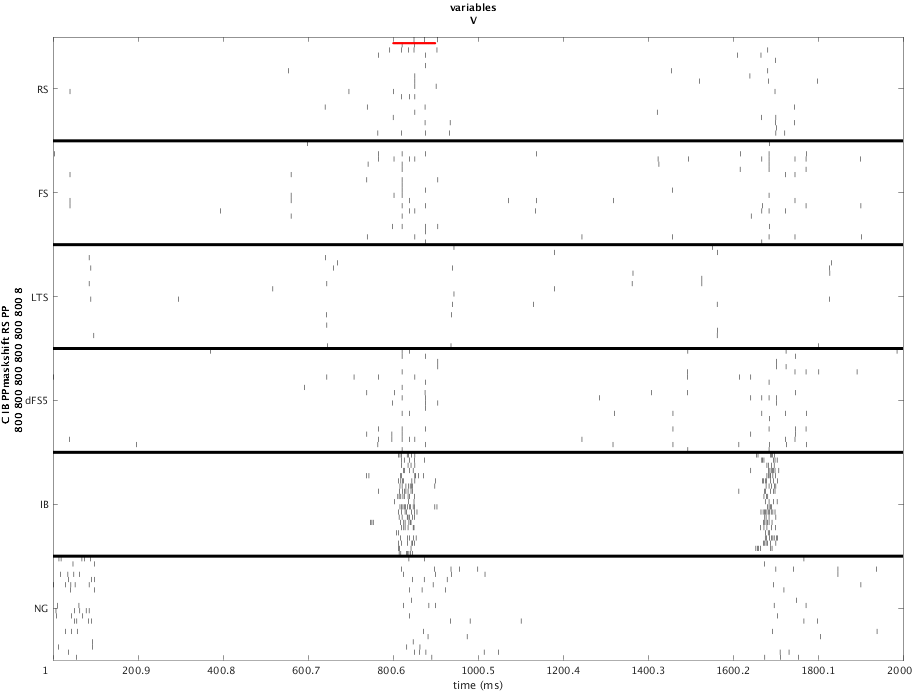 variables
V
C IB PPmaskshift RS PP
800 800 800 800 800 800 8
RS
FS
LTS
dFS5
IB
NG
1 200.9 400.8 600.7 800.6 1000.5 1200.4 1400.3 1600.2 1800.1 2000
time (ms)